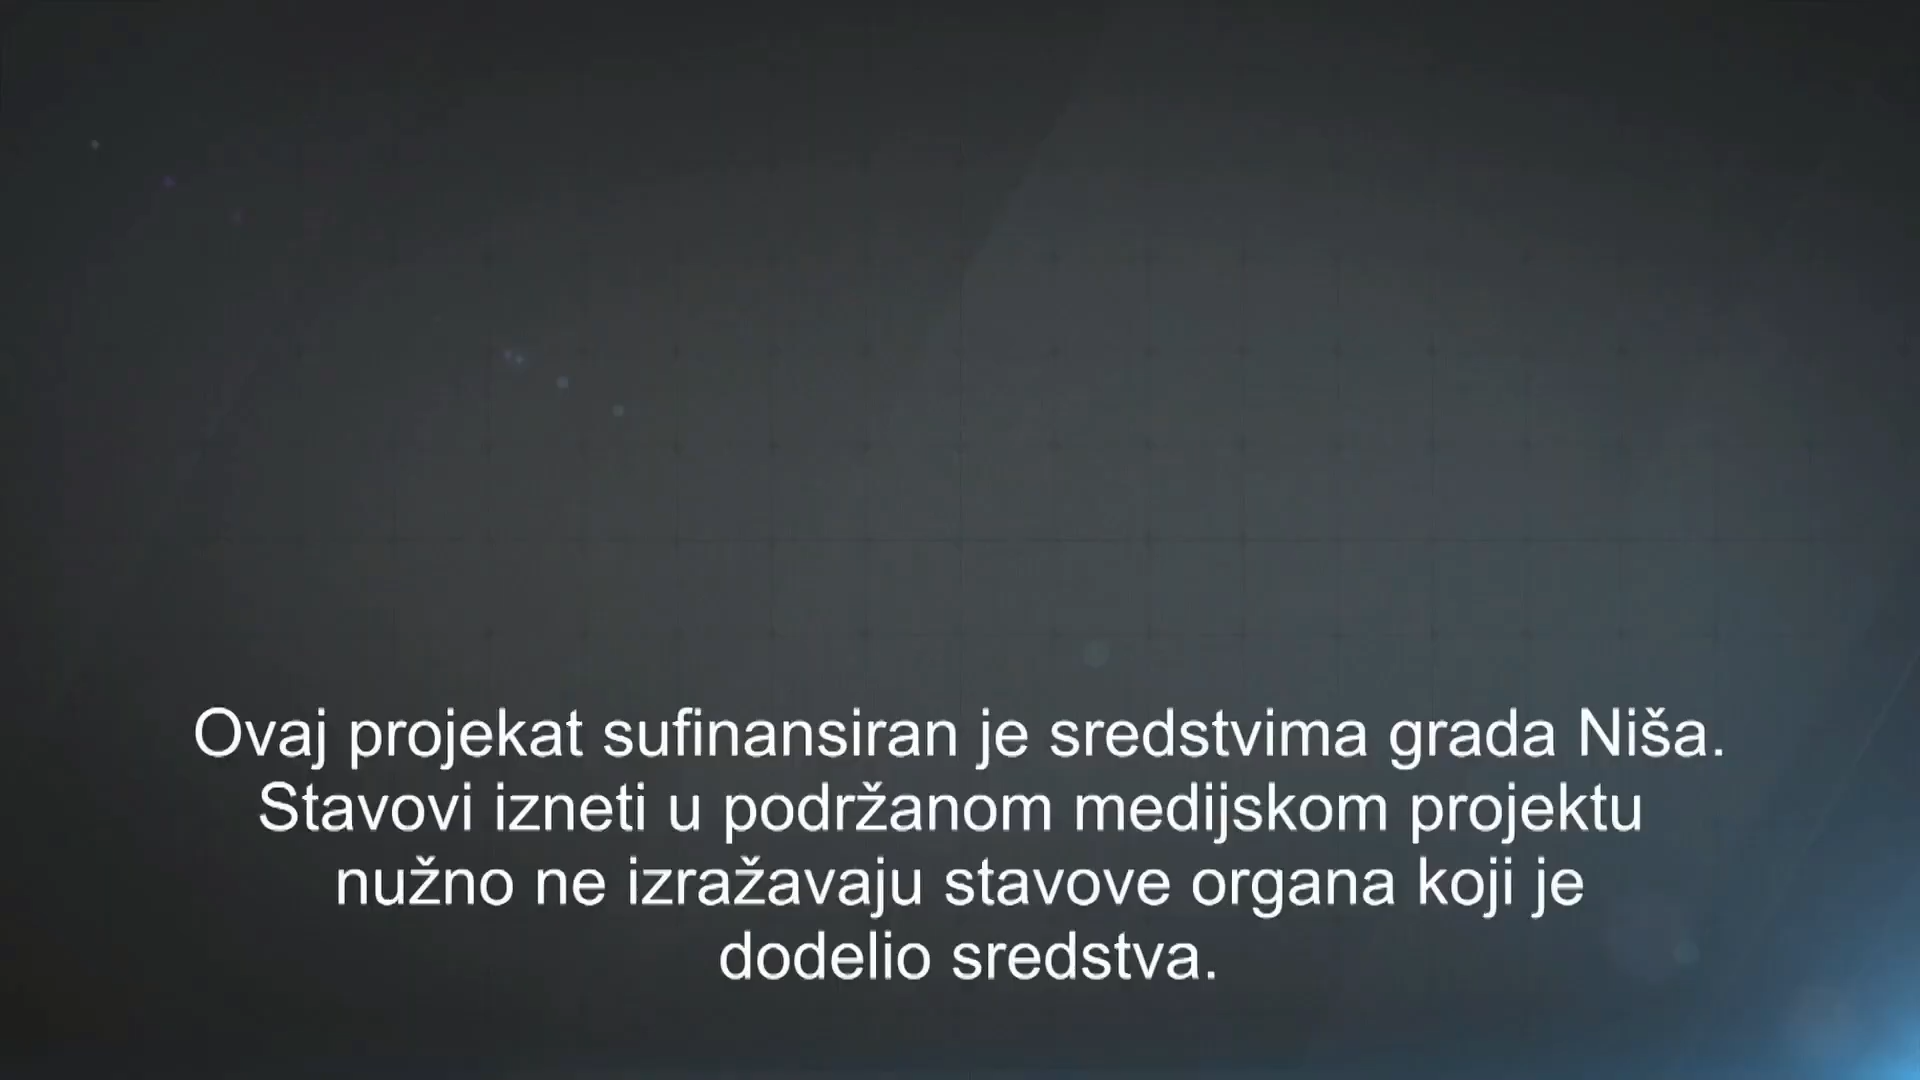 Ovaj projekat sufinansiran je sredstvima grada Niša.
Stavovi izneti u podržanom medijskom projektu
nužno ne izražavaju stavove organa koji je
dodelio sredstva.